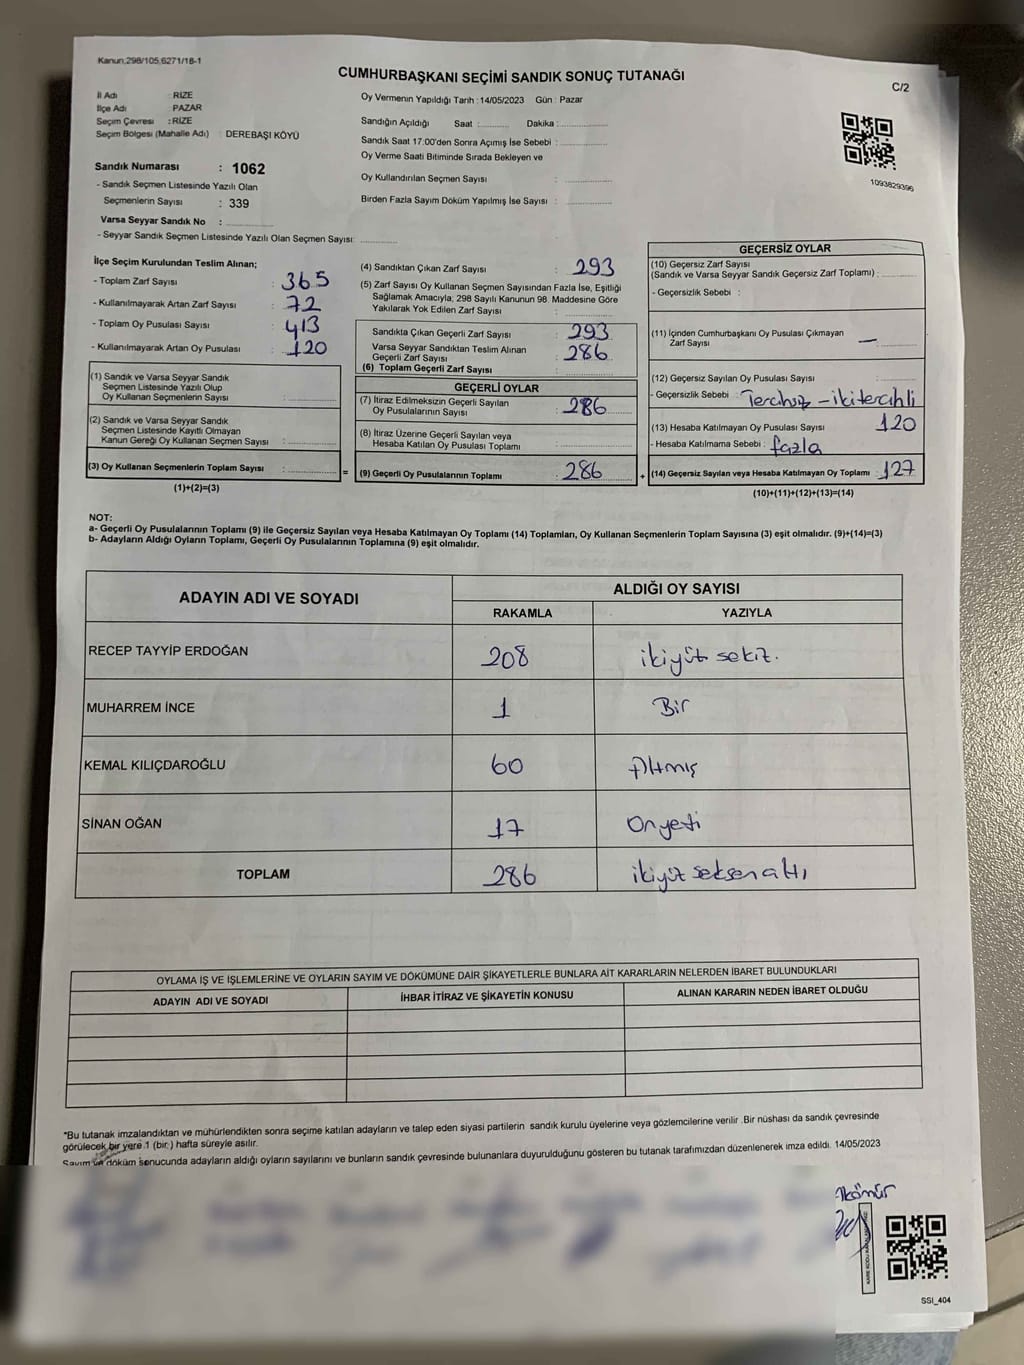 Kanun;298/105,6271/18-1
CUMHURBAŞKANI SEÇİMİ SANDIK SONUÇ TUTANAĞI
C/2
İl Adı : RİZE
İlçe Adı : PAZAR
Seçim Çevresi : RİZE
Seçim Bölgesi (Mahalle Adı) : DEREBAŞI KÖYÜ
Sandık Numarası : 1062
- Sandık Seçmen Listesinde Yazılı Olan
Seçmenlerin Sayısı : 339
Varsa Seyyar Sandık No :
- Seyyar Sandık Seçmen Listesinde Yazılı Olan Seçmen Sayısı:
Oy Vermenin Yapıldığı Tarih : 14/05/2023 Gün : Pazar
Sandığın Açıldığı Saat : Dakika :
Sandık Saat 17:00'den Sonra Açımış İse Sebebi :
Oy Verme Saati Bitiminde Sırada Bekleyen ve
Oy Kullandırılan Seçmen Sayısı :
Birden Fazla Sayım Döküm Yapılmış İse Sayısı :
1093829396
İlçe Seçim Kurulundan Teslim Alınan;
- Toplam Zarf Sayısı : 365
- Kullanılmayarak Artan Zarf Sayısı : 72
- Toplam Oy Pusulası Sayısı : 413
- Kullanılmayarak Artan Oy Pusulası : 120
(1) Sandık ve Varsa Seyyar Sandık
Seçmen Listesinde Yazılı Olup
Oy Kullanan Seçmenlerin Sayısı :
(2) Sandık ve Varsa Seyyar Sandık
Seçmen Listesinde Kayıtlı Olmayan
Kanun Gereği Oy Kullanan Seçmen Sayısı :
(3) Oy Kullanan Seçmenlerin Toplam Sayısı : =
(1)+(2)=(3)
(4) Sandıktan Çıkan Zarf Sayısı : 293
(5) Zarf Sayısı Oy Kullanan Seçmen Sayısından Fazla İse, Eşitliği
Sağlamak Amacıyla; 298 Sayılı Kanunun 98. Maddesine Göre
Yakılarak Yok Edilen Zarf Sayısı :
Sandıkta Çıkan Geçerli Zarf Sayısı : 293
Varsa Seyyar Sandıktan Teslim Alınan
Geçerli Zarf Sayısı : 286
(6) Toplam Geçerli Zarf Sayısı :
GEÇERLİ OYLAR
(7) İtiraz Edilmeksizin Geçerli Sayılan
Oy Pusulalarının Sayısı : 286
(8) İtiraz Üzerine Geçerli Sayılan veya
Hesaba Katılan Oy Pusulası Toplamı :
(9) Geçerli Oy Pusulalarının Toplamı : 286 +
GEÇERSİZ OYLAR
(10) Geçersiz Zarf Sayısı
(Sandık ve Varsa Seyyar Sandık Geçersiz Zarf Toplamı) :
- Geçersizlik Sebebi :
(11) İçinden Cumhurbaşkanı Oy Pusulası Çıkmayan
Zarf Sayısı : —
(12) Geçersiz Sayılan Oy Pusulası Sayısı :
- Geçersizlik Sebebi : Tercihsiz - iki tercihli
(13) Hesaba Katılmayan Oy Pusulası Sayısı : 120
- Hesaba Katılmama Sebebi : fazla
(14) Geçersiz Sayılan veya Hesaba Katılmayan Oy Toplamı : 127
(10)+(11)+(12)+(13)=(14)
NOT:
a- Geçerli Oy Pusulalarının Toplamı (9) ile Geçersiz Sayılan veya Hesaba Katılmayan Oy Toplamı (14) Toplamları, Oy Kullanan Seçmenlerin Toplam Sayısına (3) eşit olmalıdır. (9)+(14)=(3)
b- Adayların Aldığı Oyların Toplamı, Geçerli Oy Pusulalarının Toplamına (9) eşit olmalıdır.
ADAYIN ADI VE SOYADI
ALDIĞI OY SAYISI
RAKAMLA YAZIYLA
RECEP TAYYİP ERDOĞAN 208 ikiyüz sekiz.
MUHARREM İNCE 1 Bir
KEMAL KILIÇDAROĞLU 60 Altmış
SİNAN OĞAN 17 Onyedi
TOPLAM 286 ikiyüz seksen altı
OYLAMA İŞ VE İŞLEMLERİNE VE OYLARIN SAYIM VE DÖKÜMÜNE DAİR ŞİKAYETLERLE BUNLARA AİT KARARLARIN NELERDEN İBARET BULUNDUKLARI
ADAYIN ADI VE SOYADI İHBAR İTİRAZ VE ŞİKAYETİN KONUSU ALINAN KARARIN NEDEN İBARET OLDUĞU
*Bu tutanak imzalandıktan ve mühürlendikten sonra seçime katılan adayların ve talep eden siyasi partilerin sandık kurulu üyelerine veya gözlemcilerine verilir .Bir nüshası da sandık çevresinde
görülecek bir yere 1 (bir) hafta süreyle asılır.
Sayım ve döküm sonucunda adayların aldığı oyların sayılarını ve bunların sandık çevresinde bulunanlara duyurulduğunu gösteren bu tutanak tarafımızdan düzenlenerek imza edildi. 14/05/2023
SSI_404